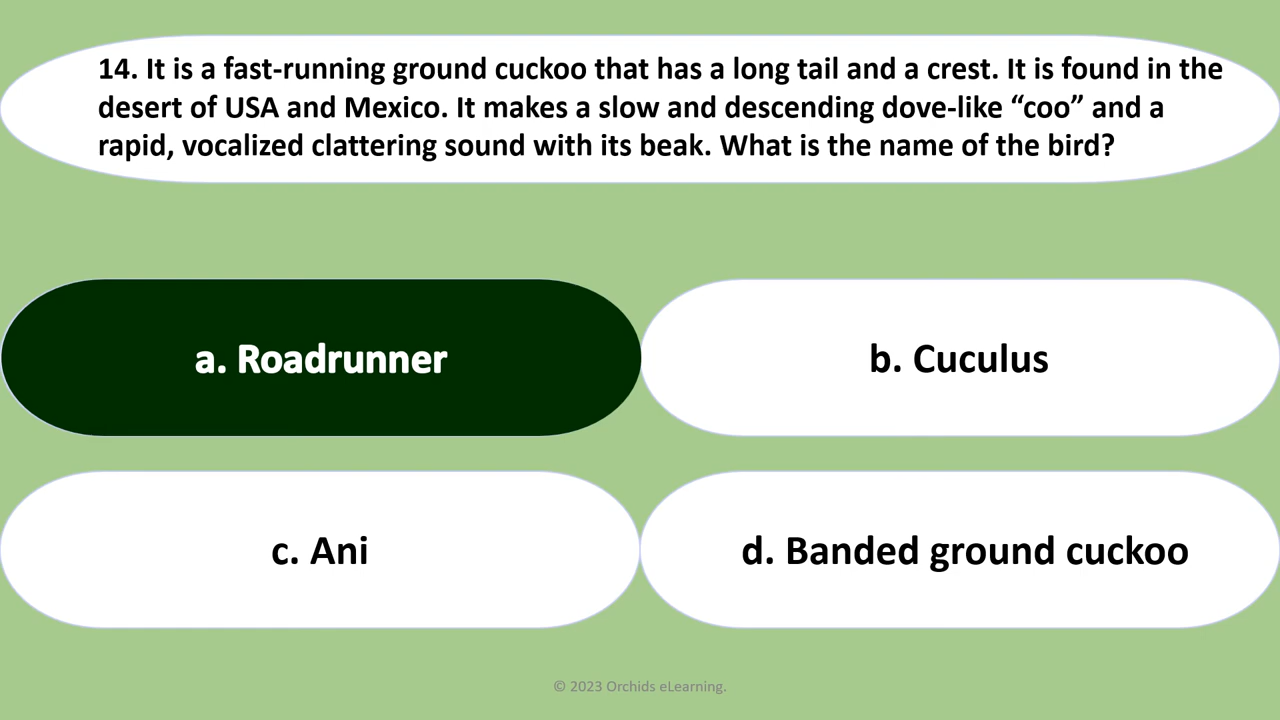 14. It is a fast-running ground cuckoo that has a long tail and a crest. It is found in the
desert of USA and Mexico. It makes a slow and descending dove-like “coo” and a
rapid, vocalized clattering sound with its beak. What is the name of the bird?
a. Roadrunner
b. Cuculus
c. Ani
d. Banded ground cuckoo
© 2023 Orchids eLearning.